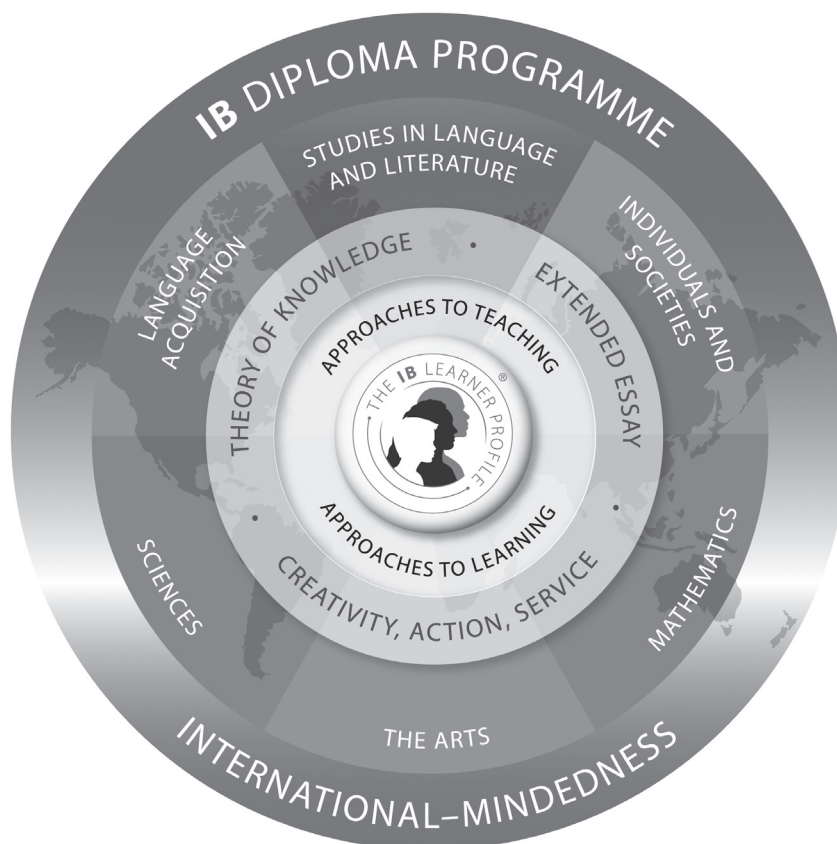 IB DIPLOMA PROGRAMME
STUDIES IN LANGUAGE
AND LITERATURE
LANGUAGE
ACQUISITION
INDIVIDUALS AND
SOCIETIES
THEORY OF KNOWLEDGE
EXTENDED ESSAY
APPROACHES TO TEACHING
THE IB LEARNER PROFILE ®
APPROACHES TO LEARNING
CREATIVITY, ACTION, SERVICE
SCIENCES
MATHEMATICS
THE ARTS
INTERNATIONAL–MINDEDNESS